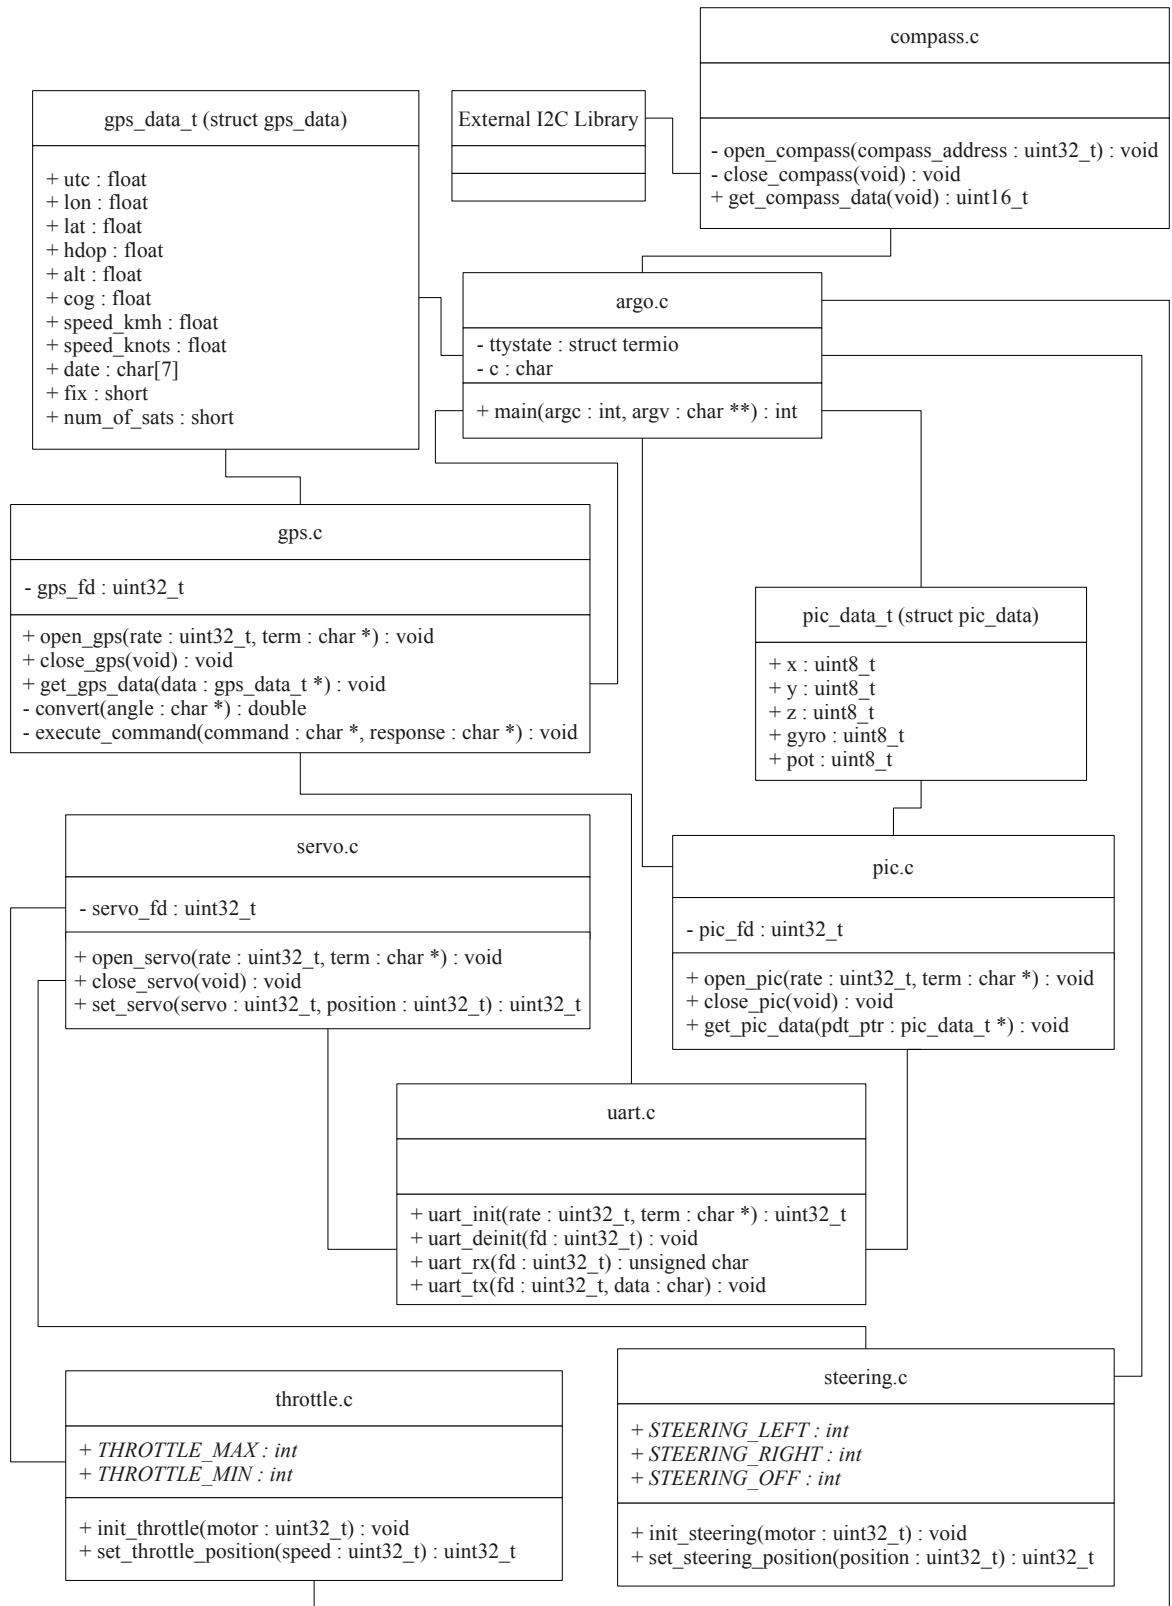 compass.c
- open_compass(compass_address : uint32_t) : void
- close_compass(void) : void
+ get_compass_data(void) : uint16_t
gps_data_t (struct gps_data)
+ utc : float
+ lon : float
+ lat : float
+ hdop : float
+ alt : float
+ cog : float
+ speed_kmh : float
+ speed_knots : float
+ date : char[7]
+ fix : short
+ num_of_sats : short
External I2C Library
argo.c
- ttystate : struct termio
- c : char
+ main(argc : int, argv : char **) : int
gps.c
- gps_fd : uint32_t
+ open_gps(rate : uint32_t, term : char *) : void
+ close_gps(void) : void
+ get_gps_data(data : gps_data_t *) : void
- convert(angle : char *) : double
- execute_command(command : char *, response : char *) : void
pic_data_t (struct pic_data)
+ x : uint8_t
+ y : uint8_t
+ z : uint8_t
+ gyro : uint8_t
+ pot : uint8_t
servo.c
- servo_fd : uint32_t
+ open_servo(rate : uint32_t, term : char *) : void
+ close_servo(void) : void
+ set_servo(servo : uint32_t, position : uint32_t) : uint32_t
pic.c
- pic_fd : uint32_t
+ open_pic(rate : uint32_t, term : char *) : void
+ close_pic(void) : void
+ get_pic_data(pdt_ptr : pic_data_t *) : void
uart.c
+ uart_init(rate : uint32_t, term : char *) : uint32_t
+ uart_deinit(fd : uint32_t) : void
+ uart_rx(fd : uint32_t) : unsigned char
+ uart_tx(fd : uint32_t, data : char) : void
throttle.c
+ THROTTLE_MAX : int
+ THROTTLE_MIN : int
+ init_throttle(motor : uint32_t) : void
+ set_throttle_position(speed : uint32_t) : uint32_t
steering.c
+ STEERING_LEFT : int
+ STEERING_RIGHT : int
+ STEERING_OFF : int
+ init_steering(motor : uint32_t) : void
+ set_steering_position(position : uint32_t) : uint32_t